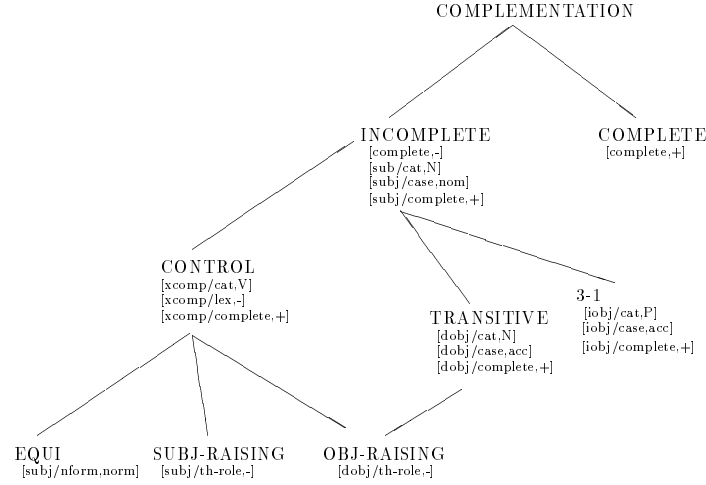 COMPLEMENTATION
INCOMPLETE
[complete,-]
[sub/cat,N]
[subj/case,nom]
[subj/complete,+]
COMPLETE
[complete,+]
CONTROL
[xcomp/cat,V]
[xcomp/lex,-]
[xcomp/complete,+]
TRANSITIVE
[dobj/cat,N]
[dobj/case,acc]
[dobj/complete,+]
3-1
[iobj/cat,P]
[iobj/case,acc]
[iobj/complete,+]
EQUI
[subj/nform,norm]
SUBJ-RAISING
[subj/th-role,-]
OBJ-RAISING
[dobj/th-role,-]